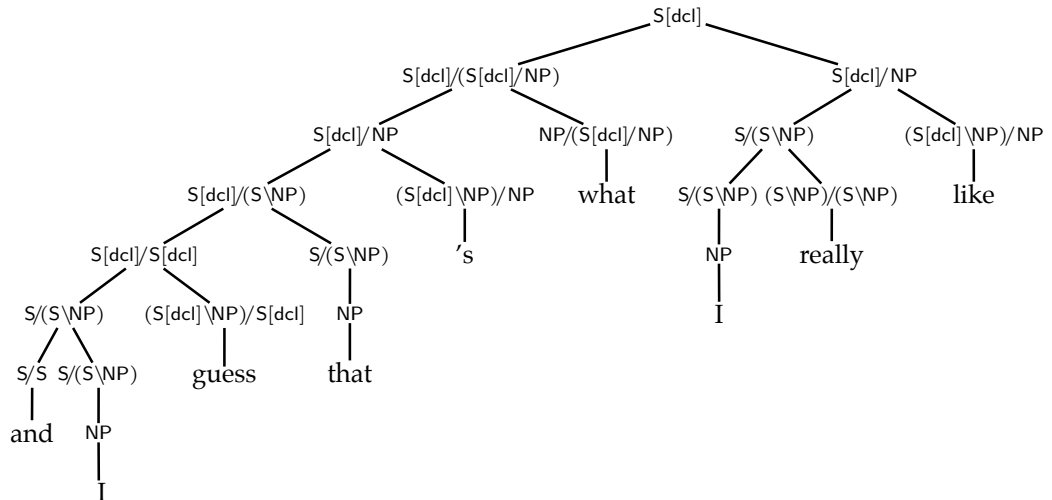 S[dcl]
S[dcl]/(S[dcl]/NP) S[dcl]/NP
S[dcl]/NP NP/(S[dcl]/NP) S/(S\NP) (S[dcl]\NP)/NP
S[dcl]/(S\NP) (S[dcl]\NP)/NP what S/(S\NP) (S\NP)/(S\NP) like
S[dcl]/S[dcl] S/(S\NP) 's NP really
S/(S\NP) (S[dcl]\NP)/S[dcl] NP I
S/S S/(S\NP) guess that
and NP
I